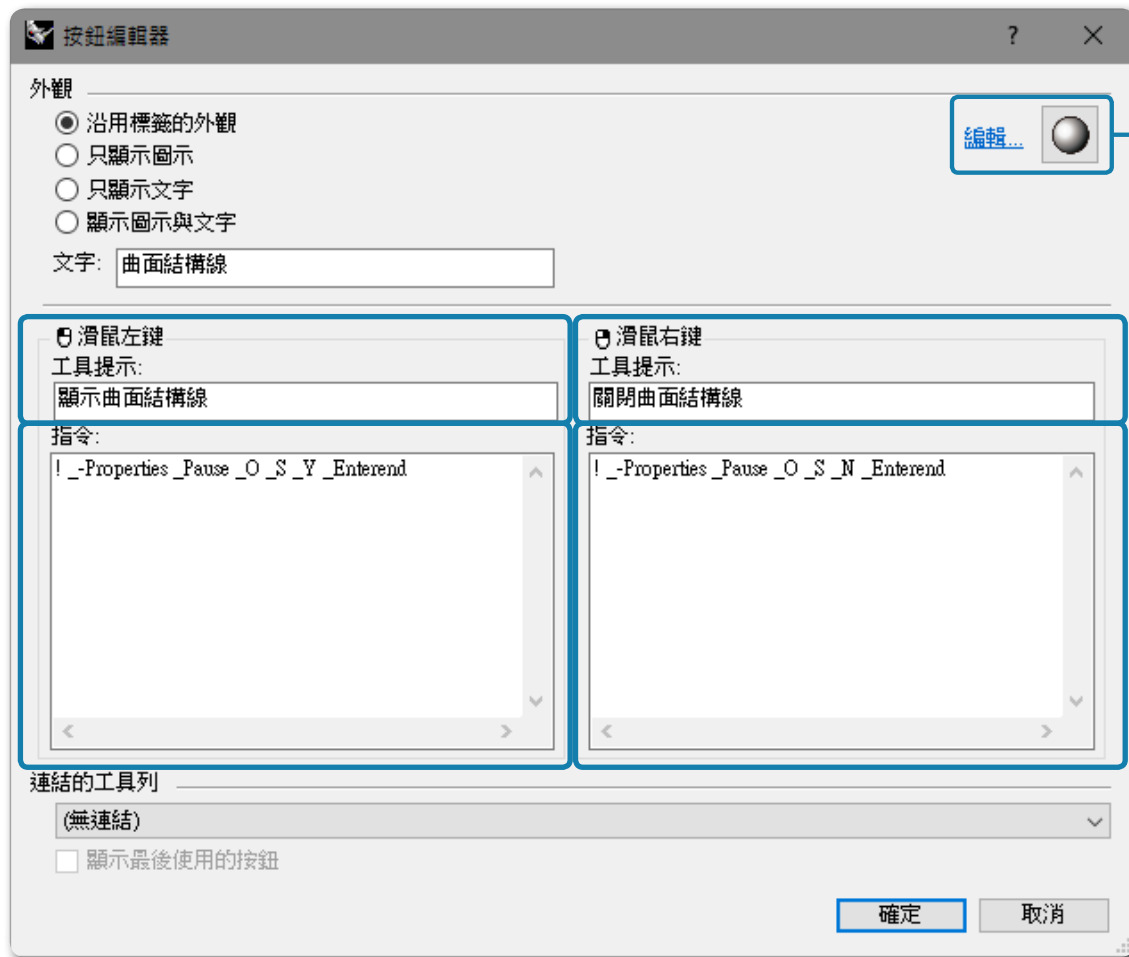 按鈕編輯器 ?
外觀
沿用標籤的外觀
編輯...
只顯示圖示
只顯示文字
顯示圖示與文字
文字: 曲面結構線
滑鼠左鍵
工具提示:
顯示曲面結構線
指令:
! _-Properties _Pause _O _S _Y _Enterend
滑鼠右鍵
工具提示:
關閉曲面結構線
指令:
! _-Properties _Pause _O _S _N _Enterend
連結的工具列
(無連結)
顯示最後使用的按鈕
確定 取消